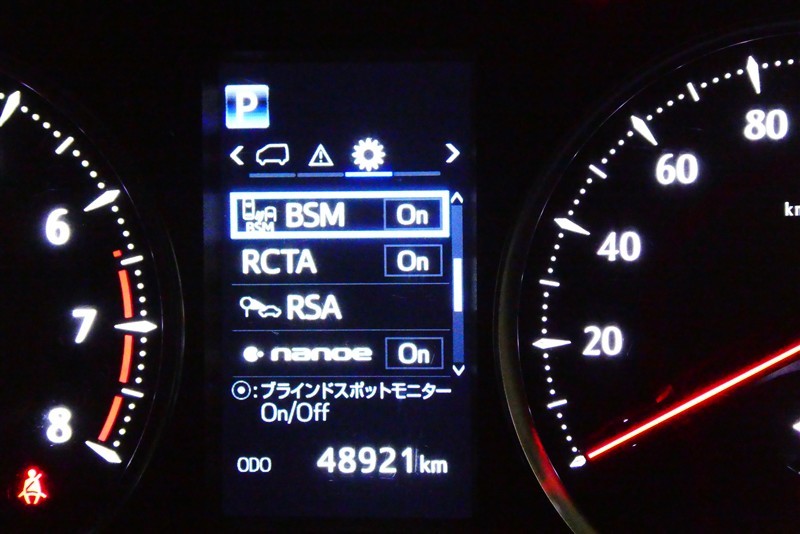 P
BSM
BSM On
RCTA On
RSA
nanoe On
◉:ブラインドスポットモニター
On/Off
ODO 48921 km
6
7
8
80
60
40
20